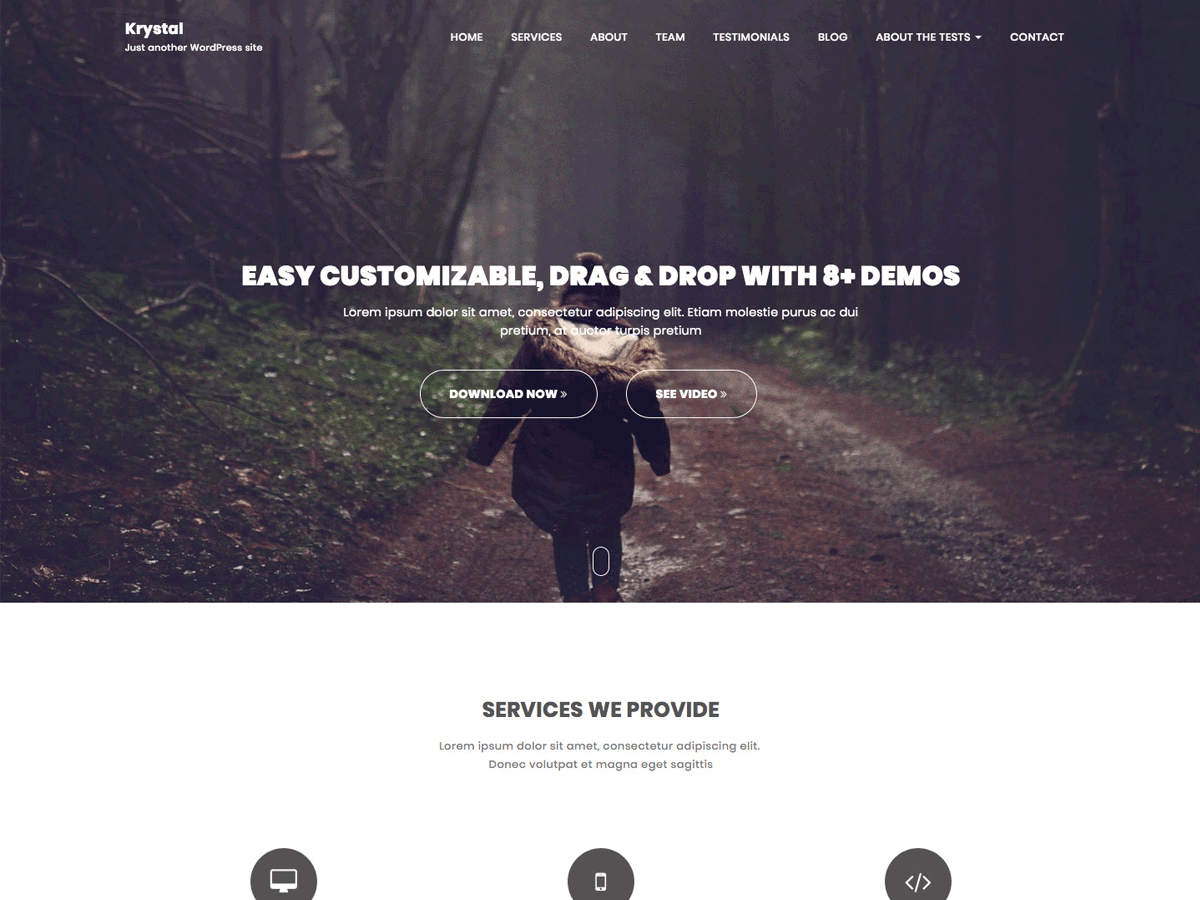 Krystal
Just another WordPress site
HOME SERVICES ABOUT TEAM TESTIMONIALS BLOG ABOUT THE TESTS CONTACT
EASY CUSTOMIZABLE, DRAG & DROP WITH 8+ DEMOS
Lorem ipsum dolor sit amet, consectetur adipiscing elit. Etiam molestie purus ac dui
pretium, at auctor turpis pretium
DOWNLOAD NOW » SEE VIDEO »
SERVICES WE PROVIDE
Lorem ipsum dolor sit amet, consectetur adipiscing elit.
Donec volutpat et magna eget sagittis